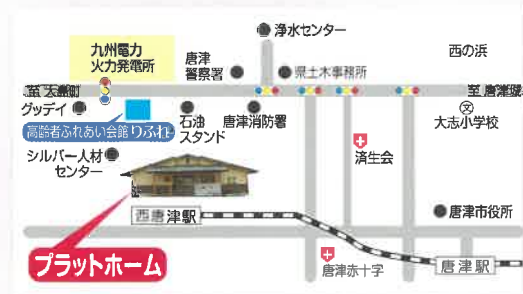 浄水センター
九州電力
火力発電所
唐津
警察署
県土木事務所
西の浜
至 唐津城
グッデイ
石油
スタンド
唐津消防署
大志小学校
高齢者ふれあい会館りふれ
シルバー人材
センター
済生会
西唐津駅
唐津市役所
プラットホーム
唐津赤十字
唐津駅